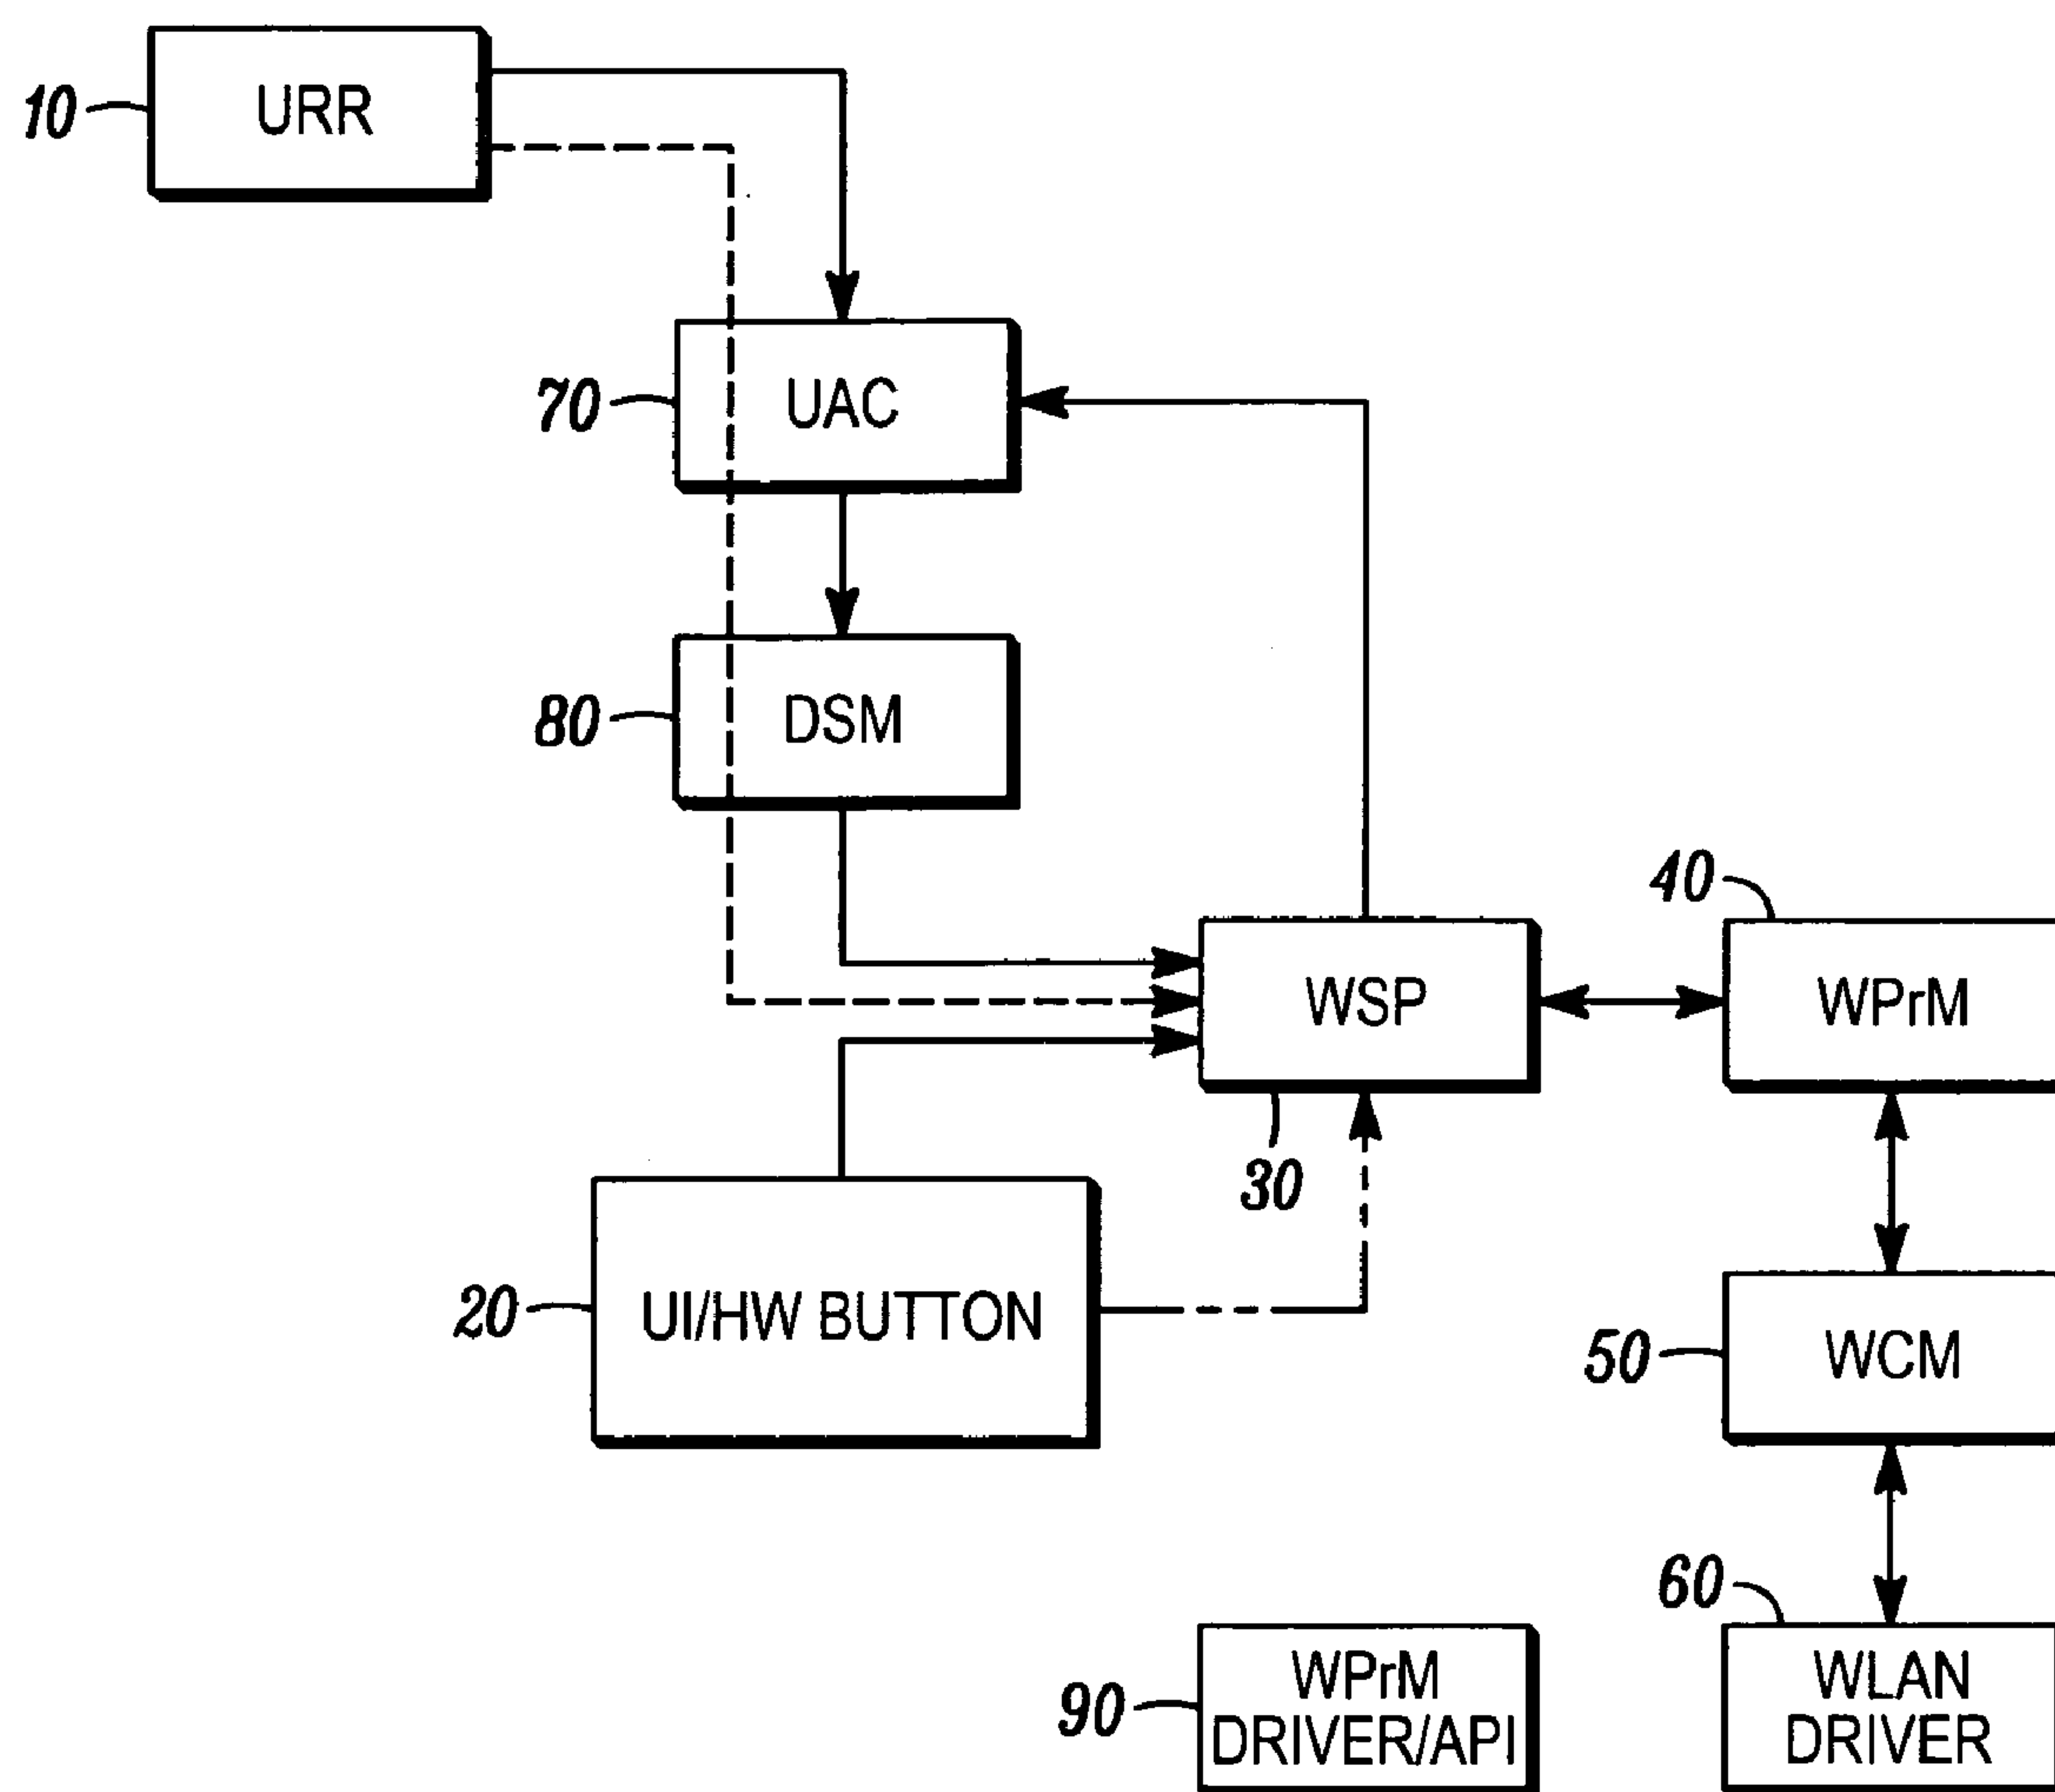 10
URR
70
UAC
80
DSM
40
WSP
WPrM
30
20
UI/HW BUTTON
50
WCM
60
90
WPrM
DRIVER/API
WLAN
DRIVER